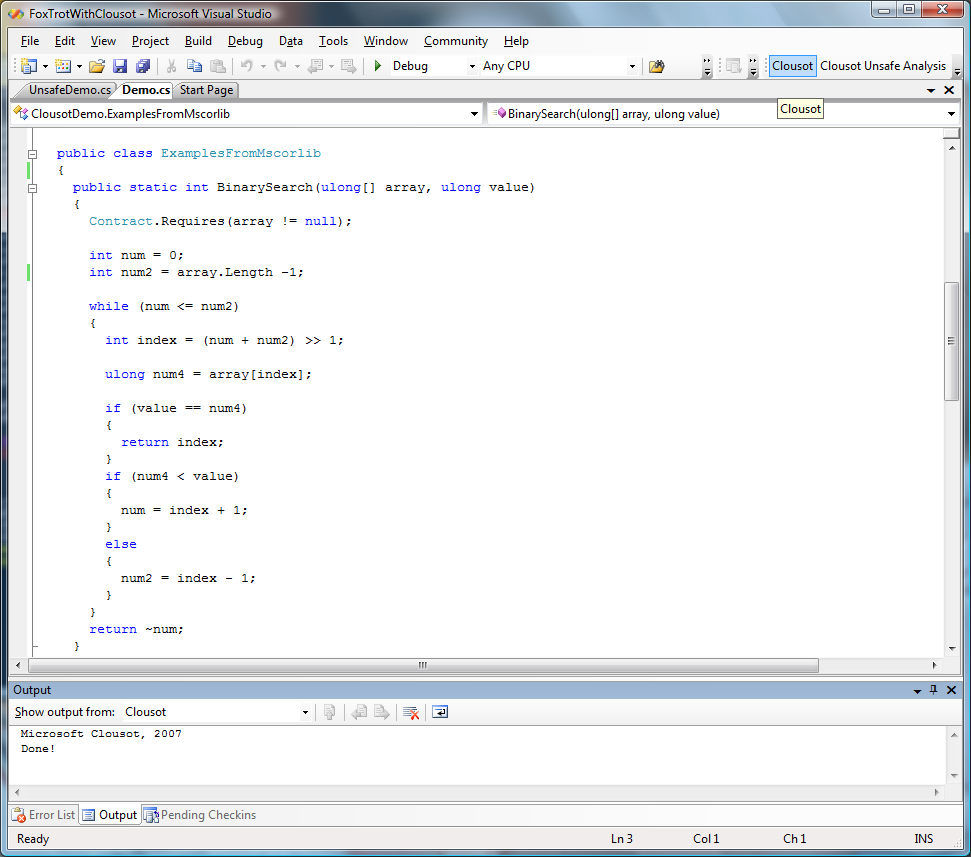 FoxTrotWithClousot - Microsoft Visual Studio
File Edit View Project Build Debug Data Tools Window Community Help
Debug Any CPU Clousot Clousot Unsafe Analysis
UnsafeDemo.cs Demo.cs Start Page
ClousotDemo.ExamplesFromMscorlib BinarySearch(ulong[] array, ulong value)
Clousot
public class ExamplesFromMscorlib
{
public static int BinarySearch(ulong[] array, ulong value)
{
Contract.Requires(array != null);
int num = 0;
int num2 = array.Length -1;
while (num <= num2)
{
int index = (num + num2) >> 1;
ulong num4 = array[index];
if (value == num4)
{
return index;
}
if (num4 < value)
{
num = index + 1;
}
else
{
num2 = index - 1;
}
}
return ~num;
}
Output
Show output from: Clousot
Microsoft Clousot, 2007
Done!
Error List Output Pending Checkins
Ready Ln 3 Col 1 Ch 1 INS